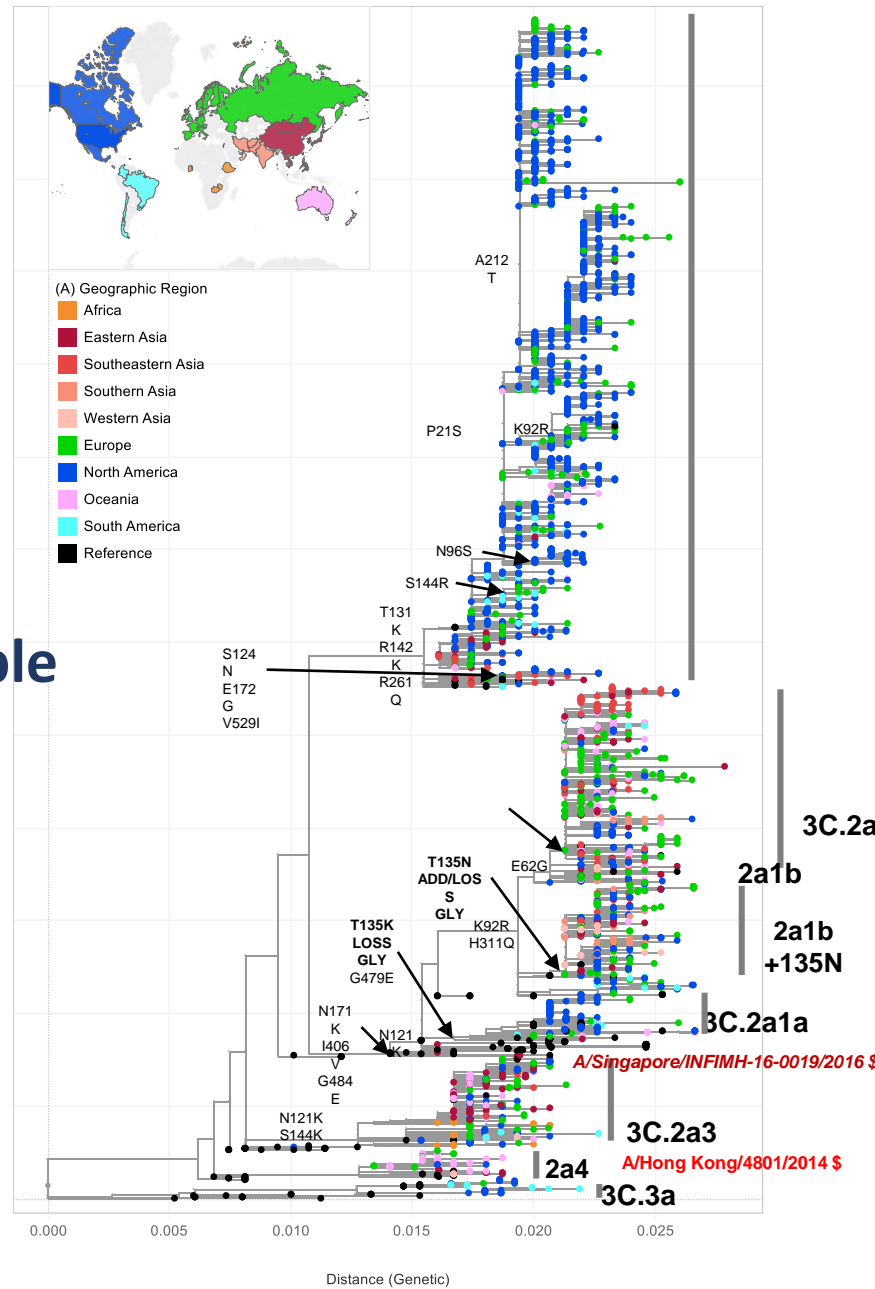 (A) Geographic Region
Africa
Eastern Asia
Southeastern Asia
Southern Asia
Western Asia
Europe
North America
Oceania
South America
Reference
A212
T
P21S
K92R
N96S
S144R
T131
K
R142
K
R261
Q
ple
S124
N
E172
G
V529I
3C.2a
E62G
2a1b
T135N
ADD/LOS
S
GLY
K92R
H311Q
2a1b
+135N
T135K
LOSS
GLY
G479E
N171
K
I406
V
G484
E
N121
K
3C.2a1a
A/Singapore/INFIMH-16-0019/2016 $
N121K
S144K
3C.2a3
A/Hong Kong/4801/2014 $
2a4
3C.3a
0.000 0.005 0.010 0.015 0.020 0.025
Distance (Genetic)